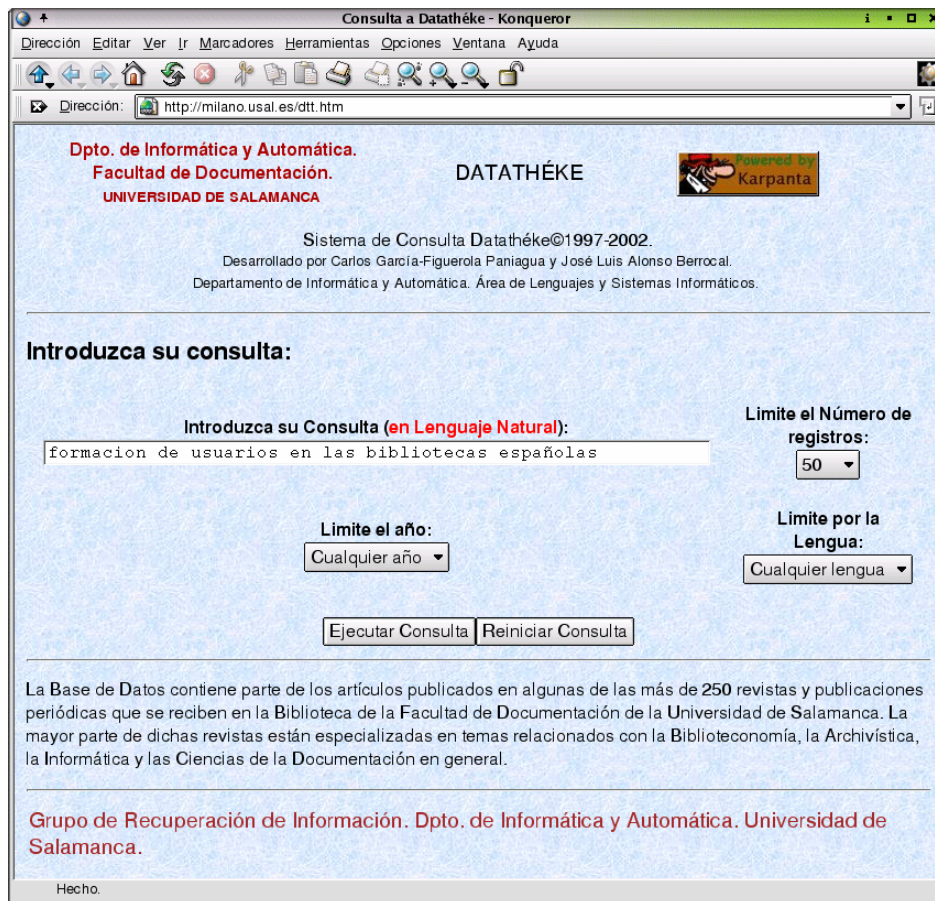 Consulta a Datathéke - Konqueror
Dirección Editar Ver Ir Marcadores Herramientas Opciones Ventana Ayuda
Dirección: http://milano.usal.es/dtt.htm
Dpto. de Informática y Automática.
Facultad de Documentación.
UNIVERSIDAD DE SALAMANCA
DATATHÉKE
Powered by
Karpanta
Sistema de Consulta Datathéke©1997-2002.
Desarrollado por Carlos García-Figuerola Paniagua y José Luis Alonso Berrocal.
Departamento de Informática y Automática. Área de Lenguajes y Sistemas Informáticos.
Introduzca su consulta:
Introduzca su Consulta (en Lenguaje Natural):
formacion de usuarios en las bibliotecas españolas
Limite el Número de
registros:
50
Limite el año:
Cualquier año
Limite por la
Lengua:
Cualquier lengua
Ejecutar Consulta Reiniciar Consulta
La Base de Datos contiene parte de los artículos publicados en algunas de las más de 250 revistas y publicaciones
periódicas que se reciben en la Biblioteca de la Facultad de Documentación de la Universidad de Salamanca. La
mayor parte de dichas revistas están especializadas en temas relacionados con la Biblioteconomía, la Archivística,
la Informática y las Ciencias de la Documentación en general.
Grupo de Recuperación de Información. Dpto. de Informática y Automática. Universidad de
Salamanca.
Hecho.